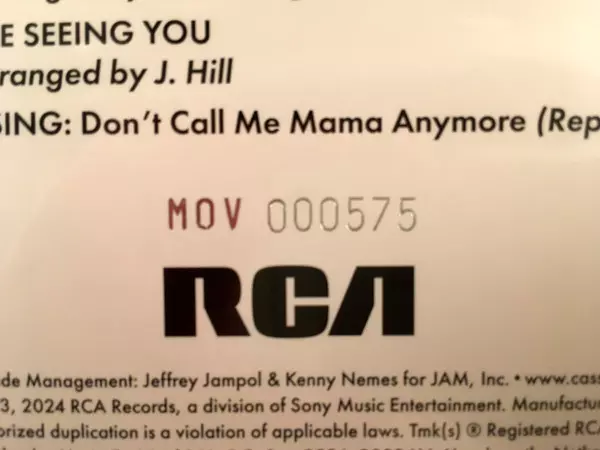 E SEEING YOU
ranged by J. Hill
SING: Don't Call Me Mama Anymore (Rep
MOV 000575
RCA
de Management: Jeffrey Jampol & Kenny Nemes for JAM, Inc. • www.cass
3, 2024 RCA Records, a division of Sony Music Entertainment. Manufactu
orized duplication is a violation of applicable laws. Tmk(s) ® Registered RCA